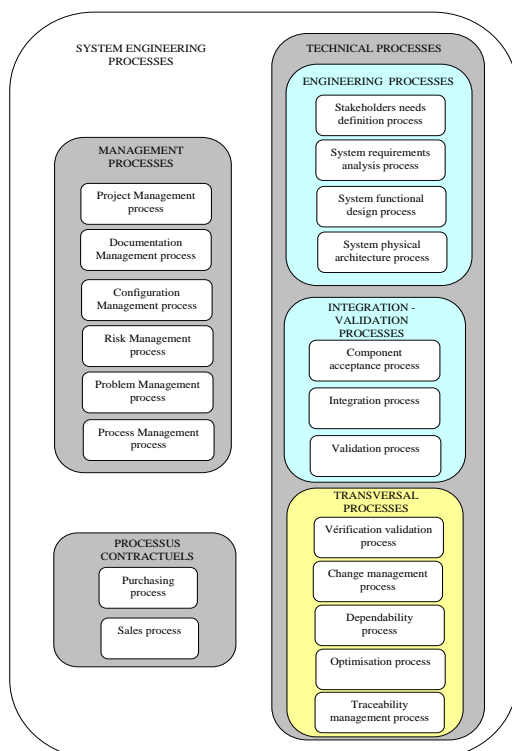 SYSTEM ENGINEERING
PROCESSES
MANAGEMENT
PROCESSES
Project Management
process
Documentation
Management process
Configuration
Management process
Risk Management
process
Problem Management
process
Process Management
process
PROCESSUS
CONTRACTUELS
Purchasing
process
Sales process
TECHNICAL PROCESSES
ENGINEERING PROCESSES
Stakeholders needs
definition process
System requirements
analysis process
System functional
design process
System physical
architecture process
INTEGRATION -
VALIDATION
PROCESSES
Component
acceptance process
Integration process
Validation process
TRANSVERSAL
PROCESSES
Vérification validation
process
Change management
process
Dependability
process
Optimisation process
Traceability
management process